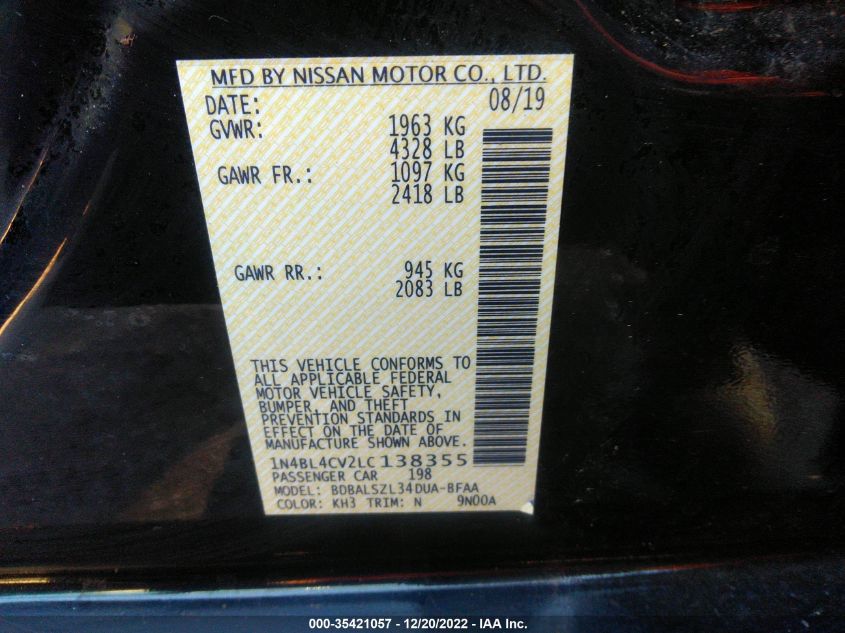 MFD BY NISSAN MOTOR CO., LTD.
DATE: 08/19
GVWR: 1963 KG
4328 LB
GAWR FR.: 1097 KG
2418 LB
GAWR RR.: 945 KG
2083 LB
THIS VEHICLE CONFORMS TO
ALL APPLICABLE FEDERAL
MOTOR VEHICLE SAFETY,
BUMPER, AND THEFT
PREVENTION STANDARDS IN
EFFECT ON THE DATE OF
MANUFACTURE SHOWN ABOVE.
1N4BL4CV2LC138355
PASSENGER CAR 198
MODEL: BDBALSZL34DUA-BFAA
COLOR: KH3 TRIM: N 9N00A
000-35421057 - 12/20/2022 - IAA Inc.